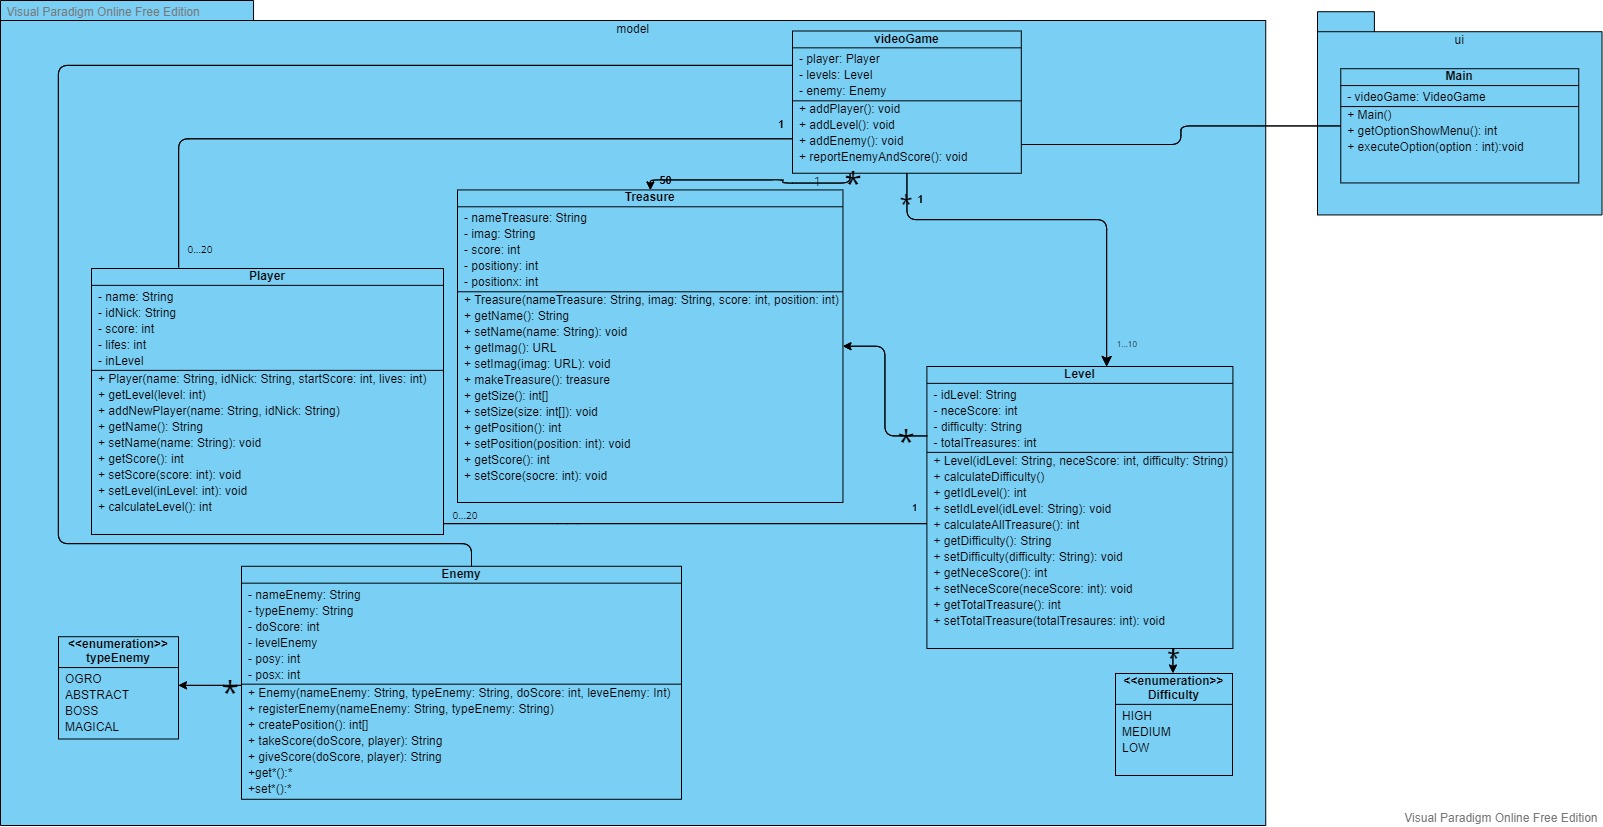 Visual Paradigm Online Free Edition
model
videoGame
- player: Player
- levels: Level
- enemy: Enemy
+ addPlayer(): void
+ addLevel(): void
+ addEnemy(): void
+ reportEnemyAndScore(): void
ui
Main
- videoGame: VideoGame
+ Main()
+ getOptionShowMenu(): int
+ executeOption(option : int):void
1
50
1
*
*
1
0...20
1...10
Treasure
- nameTreasure: String
- imag: String
- score: int
- positiony: int
- positionx: int
+ Treasure(nameTreasure: String, imag: String, score: int, position: int)
+ getName(): String
+ setName(name: String): void
+ getImag(): URL
+ setImag(imag: URL): void
+ makeTreasure(): treasure
+ getSize(): int[]
+ setSize(size: int[]): void
+ getPosition(): int
+ setPosition(position: int): void
+ getScore(): int
+ setScore(socre: int): void
Player
- name: String
- idNick: String
- score: int
- lifes: int
- inLevel
+ Player(name: String, idNick: String, startScore: int, lives: int)
+ getLevel(level: int)
+ addNewPlayer(name: String, idNick: String)
+ getName(): String
+ setName(name: String): void
+ getScore(): int
+ setScore(score: int): void
+ setLevel(inLevel: int): void
+ calculateLevel(): int
*
0...20
1
Level
- idLevel: String
- neceScore: int
- difficulty: String
- totalTreasures: int
+ Level(idLevel: String, neceScore: int, difficulty: String)
+ calculateDifficulty()
+ getIdLevel(): int
+ setIdLevel(idLevel: String): void
+ calculateAllTreasure(): int
+ getDifficulty(): String
+ setDifficulty(difficulty: String): void
+ getNeceScore(): int
+ setNeceScore(neceScore: int): void
+ getTotalTreasure(): int
+ setTotalTreasure(totalTresaures: int): void
Enemy
- nameEnemy: String
- typeEnemy: String
- doScore: int
- levelEnemy
- posy: int
- posx: int
+ Enemy(nameEnemy: String, typeEnemy: String, doScore: int, leveEnemy: Int)
+ registerEnemy(nameEnemy: String, typeEnemy: String)
+ createPosition(): int[]
+ takeScore(doScore, player): String
+ giveScore(doScore, player): String
+get*():*
+set*():*
<<enumeration>>
typeEnemy
OGRO
ABSTRACT
BOSS
MAGICAL
*
*
<<enumeration>>
Difficulty
HIGH
MEDIUM
LOW
Visual Paradigm Online Free Edition